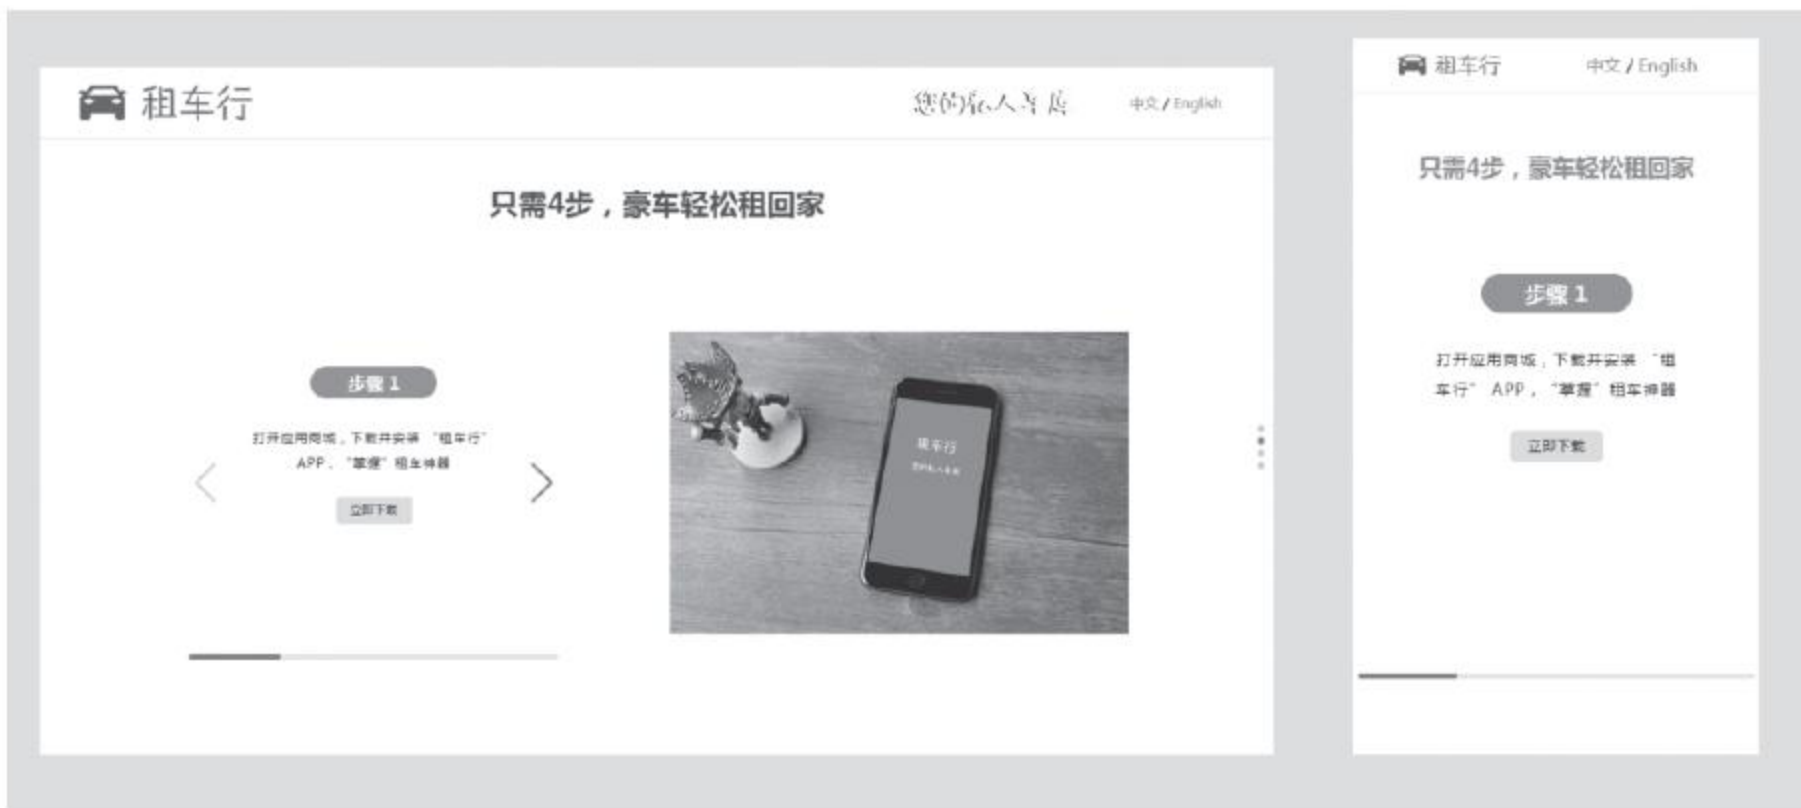 租车行
您的私人车库
中文 / English
只需4步，豪车轻松租回家
步骤 1
打开应用商城，下载并安装 “租车行”
APP，“掌握”租车神器
立即下载
租车行
租车行
中文 / English
只需4步，豪车轻松租回家
步骤 1
打开应用商城，下载并安装 “租
车行” APP，“掌握”租车神器
立即下载